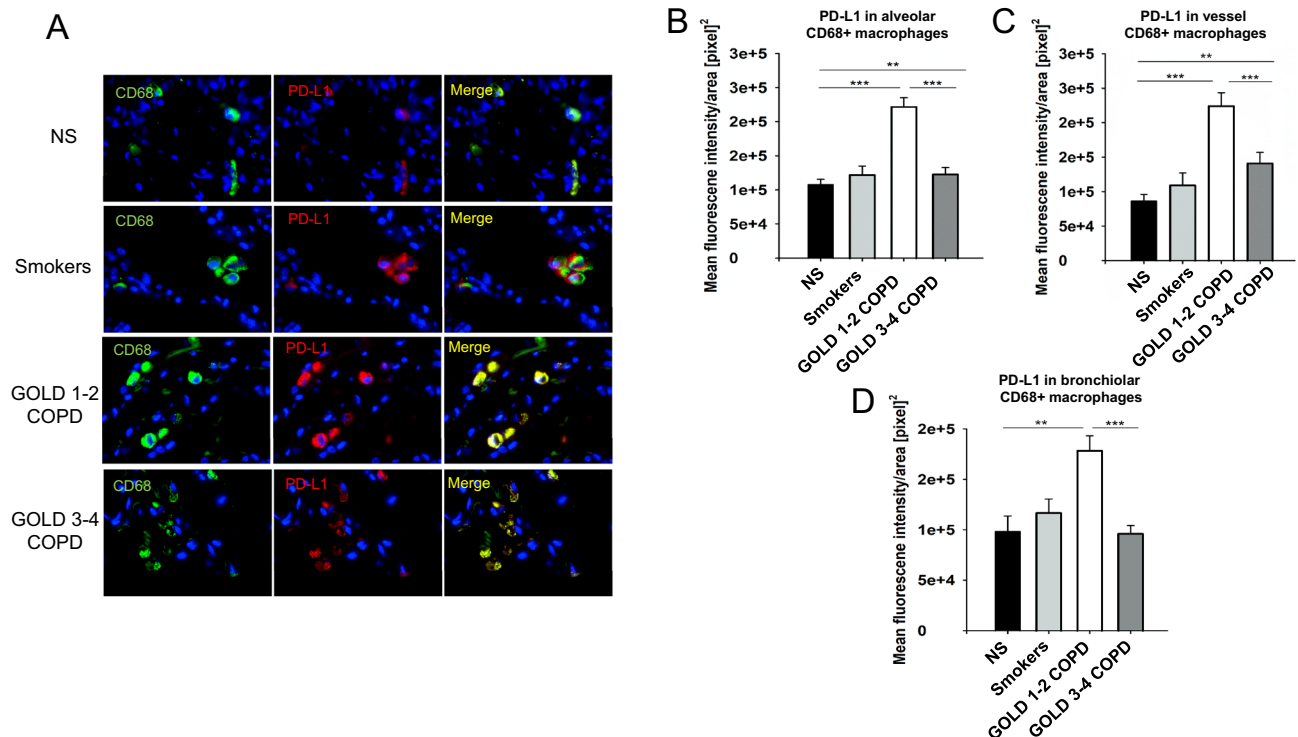 A
NS
CD68
PD-L1
Merge
Smokers
CD68
PD-L1
Merge
GOLD 1-2
COPD
CD68
PD-L1
Merge
GOLD 3-4
COPD
CD68
PD-L1
Merge
B
PD-L1 in alveolar
CD68+ macrophages
Mean fluorescene intensity/area [pixel]²
3e+5
3e+5
2e+5
2e+5
1e+5
5e+4
0
**
***
***
NS
Smokers
GOLD 1-2 COPD
GOLD 3-4 COPD
C
PD-L1 in vessel
CD68+ macrophages
Mean fluorescene intensity/area [pixel]²
3e+5
3e+5
2e+5
2e+5
1e+5
5e+4
0
**
***
***
NS
Smokers
GOLD 1-2 COPD
GOLD 3-4 COPD
D
PD-L1 in bronchiolar
CD68+ macrophages
Mean fluorescene intensity/area [pixel]²
2e+5
2e+5
1e+5
5e+4
0
**
***
NS
Smokers
GOLD 1-2 COPD
GOLD 3-4 COPD